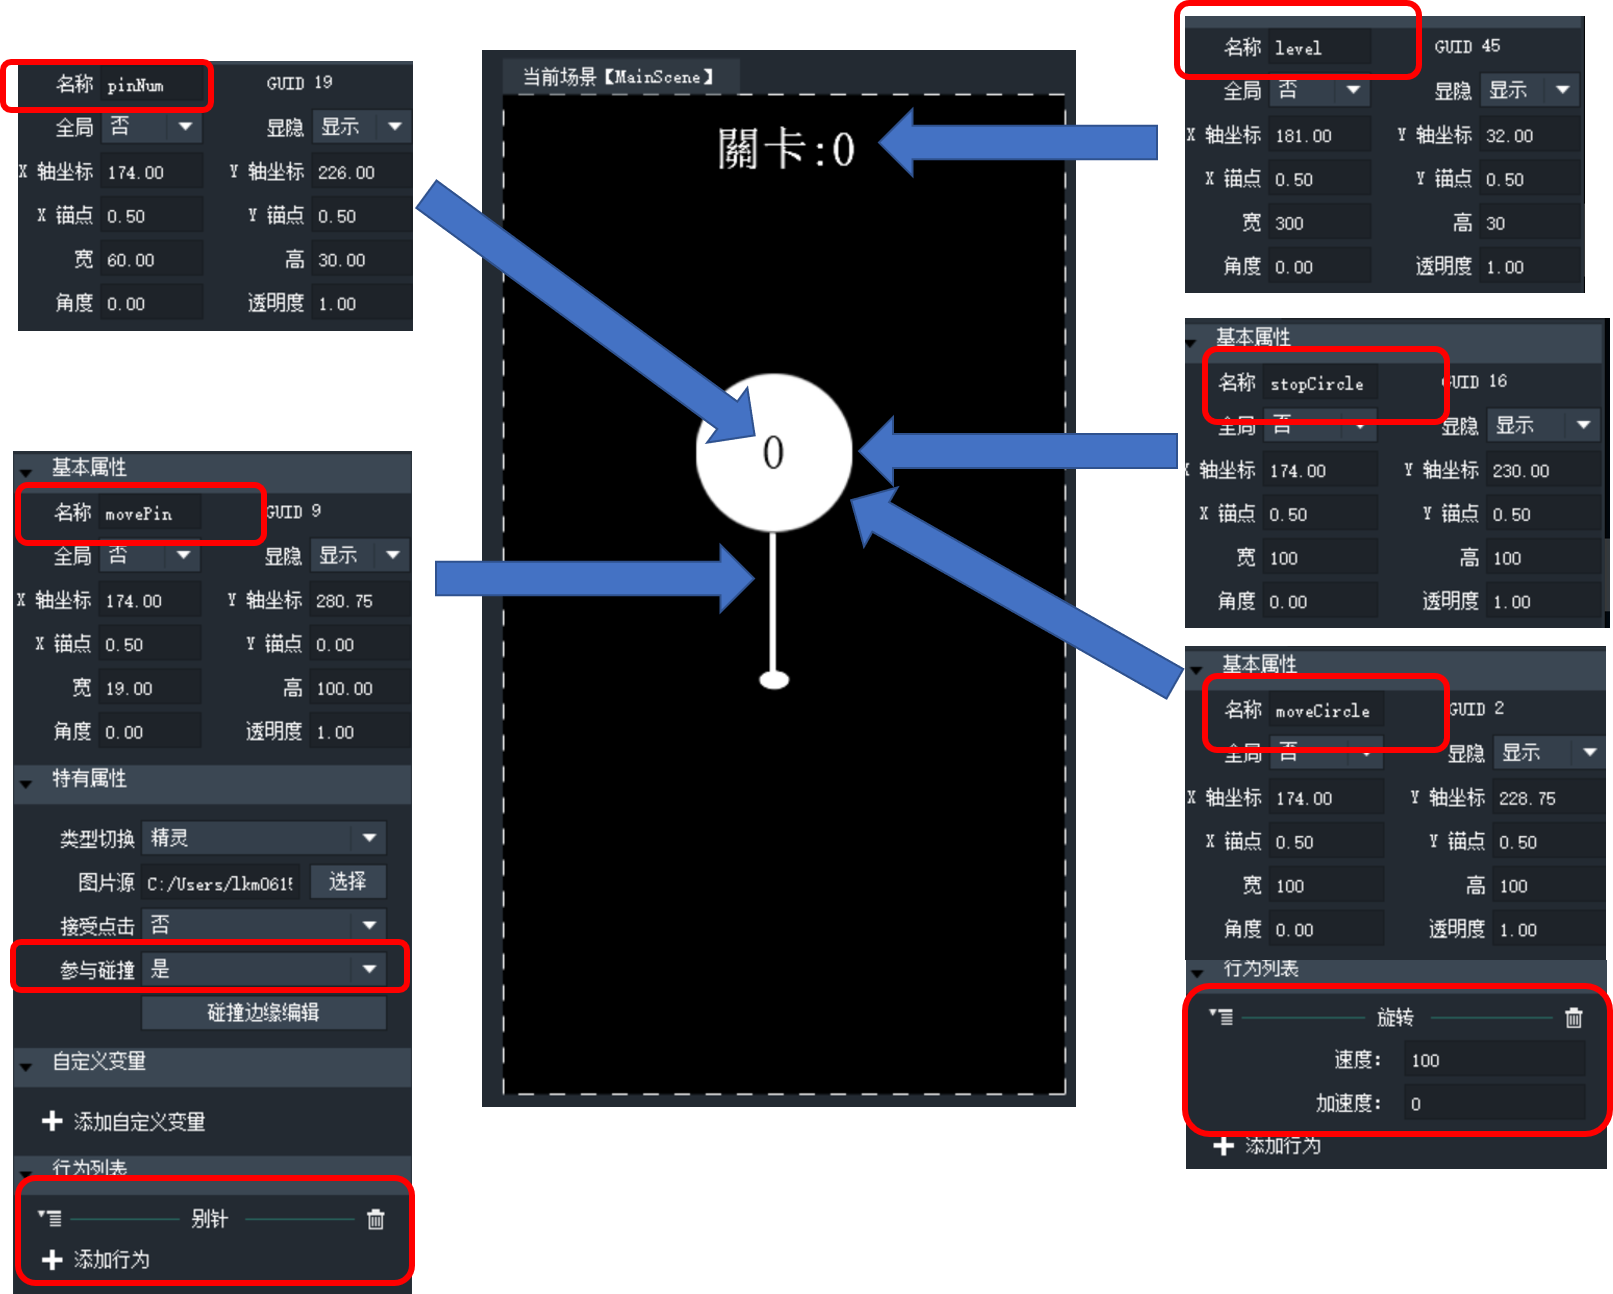 名称 pinNum GUID 19
全局 否 显隐 显示
X 轴坐标 174.00 Y 轴坐标 226.00
X 锚点 0.50 Y 锚点 0.50
宽 60.00 高 30.00
角度 0.00 透明度 1.00
基本属性
名称 movePin GUID 9
全局 否 显隐 显示
X 轴坐标 174.00 Y 轴坐标 280.75
X 锚点 0.50 Y 锚点 0.00
宽 19.00 高 100.00
角度 0.00 透明度 1.00
特有属性
类型切换 精灵
图片源 C:/Users/lkm0615 选择
接受点击 否
参与碰撞 是
碰撞边缘编辑
自定义变量
添加自定义变量
行为列表
别针
添加行为
当前场景【MainScene】
關卡:0
0
名称 level GUID 45
全局 否 显隐 显示
X 轴坐标 181.00 Y 轴坐标 32.00
X 锚点 0.50 Y 锚点 0.50
宽 300 高 30
角度 0.00 透明度 1.00
基本属性
名称 stopCircle GUID 16
全局 否 显隐 显示
X 轴坐标 174.00 Y 轴坐标 230.00
X 锚点 0.50 Y 锚点 0.50
宽 100 高 100
角度 0.00 透明度 1.00
基本属性
名称 moveCircle GUID 2
全局 否 显隐 显示
X 轴坐标 174.00 Y 轴坐标 228.75
X 锚点 0.50 Y 锚点 0.50
宽 100 高 100
角度 0.00 透明度 1.00
行为列表
旋转
速度: 100
加速度: 0
添加行为